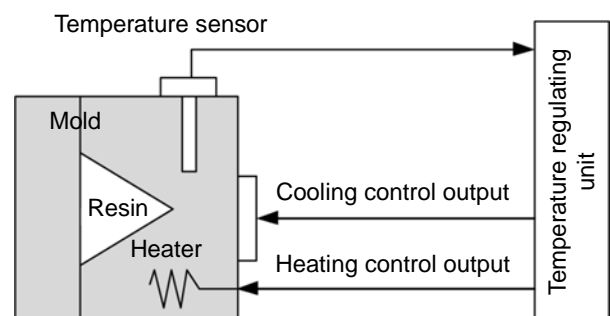 Temperature sensor
Mold
Resin
Heater
Cooling control output
Heating control output
Temperature regulating
unit